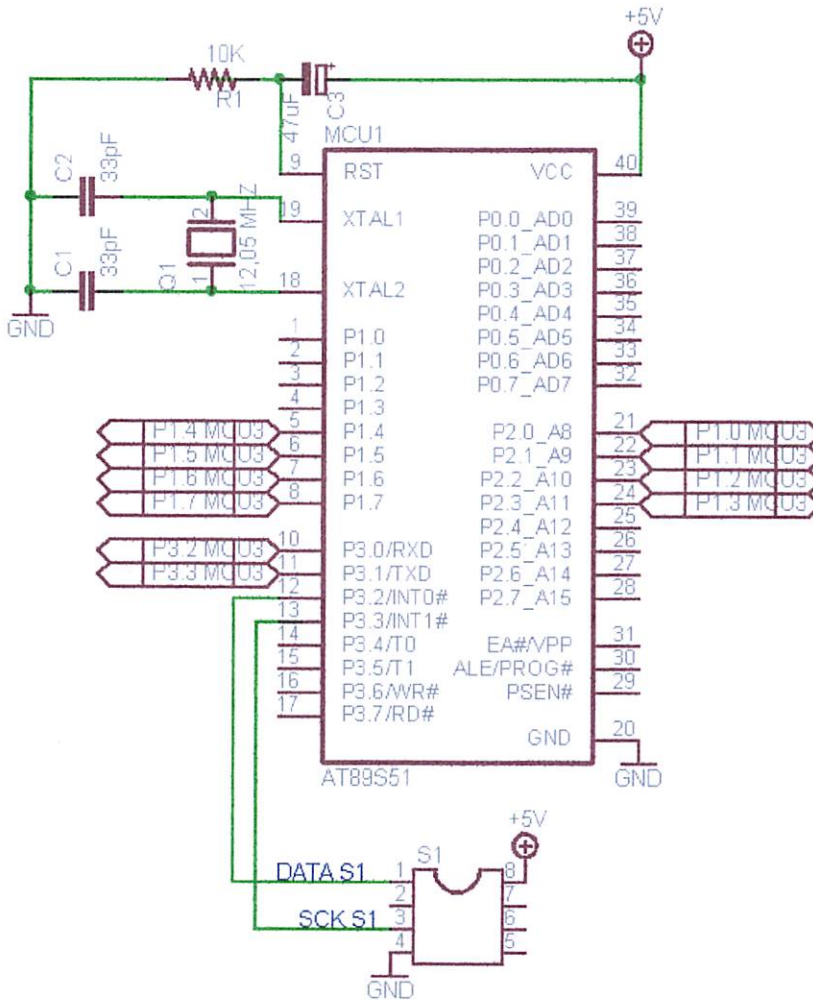 +5V
10K
R1
47uF
C3
+
MCU1
C2
33pF
C1
33pF
Q1
2
1
12,05 MHZ
GND
9 RST VCC 40
19 XTAL1 P0.0_AD0 39
P0.1_AD1 38
P0.2_AD2 37
18 XTAL2 P0.3_AD3 36
P0.4_AD4 35
1 P1.0 P0.5_AD5 34
2 P1.1 P0.6_AD6 33
3 P1.2 P0.7_AD7 32
4 P1.3
P1.4 MCU3 5 P1.4 P2.0_A8 21 P1.0 MCU3
P1.5 MCU3 6 P1.5 P2.1_A9 22 P1.1 MCU3
P1.6 MCU3 7 P1.6 P2.2_A10 23 P1.2 MCU3
P1.7 MCU3 8 P1.7 P2.3_A11 24 P1.3 MCU3
P2.4_A12 25
P3.2 MCU3 10 P3.0/RXD P2.5_A13 26
P3.3 MCU3 11 P3.1/TXD P2.6_A14 27
12 P3.2/INT0# P2.7_A15 28
13 P3.3/INT1#
14 P3.4/T0 EA#/VPP 31
15 P3.5/T1 ALE/PROG# 30
16 P3.6/WR# PSEN# 29
17 P3.7/RD#
GND 20
AT89S51
GND
+5V
S1
DATA S1 1 8
2 7
SCK S1 3 6
4 5
GND